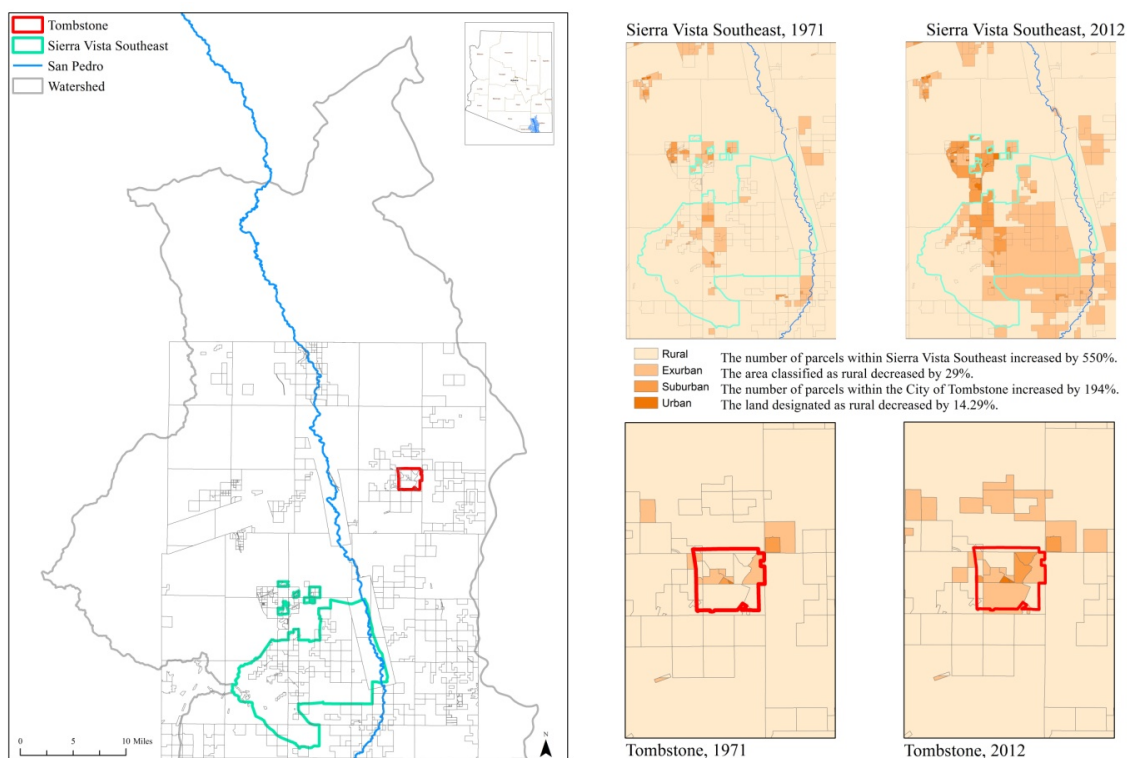 Tombstone
Sierra Vista Southeast
San Pedro
Watershed
0 5 10 Miles
N
Sierra Vista Southeast, 1971
Sierra Vista Southeast, 2012
Rural
Exurban
Suburban
Urban
The number of parcels within Sierra Vista Southeast increased by 550%.
The area classified as rural decreased by 29%.
The number of parcels within the City of Tombstone increased by 194%.
The land designated as rural decreased by 14.29%.
Tombstone, 1971
Tombstone, 2012